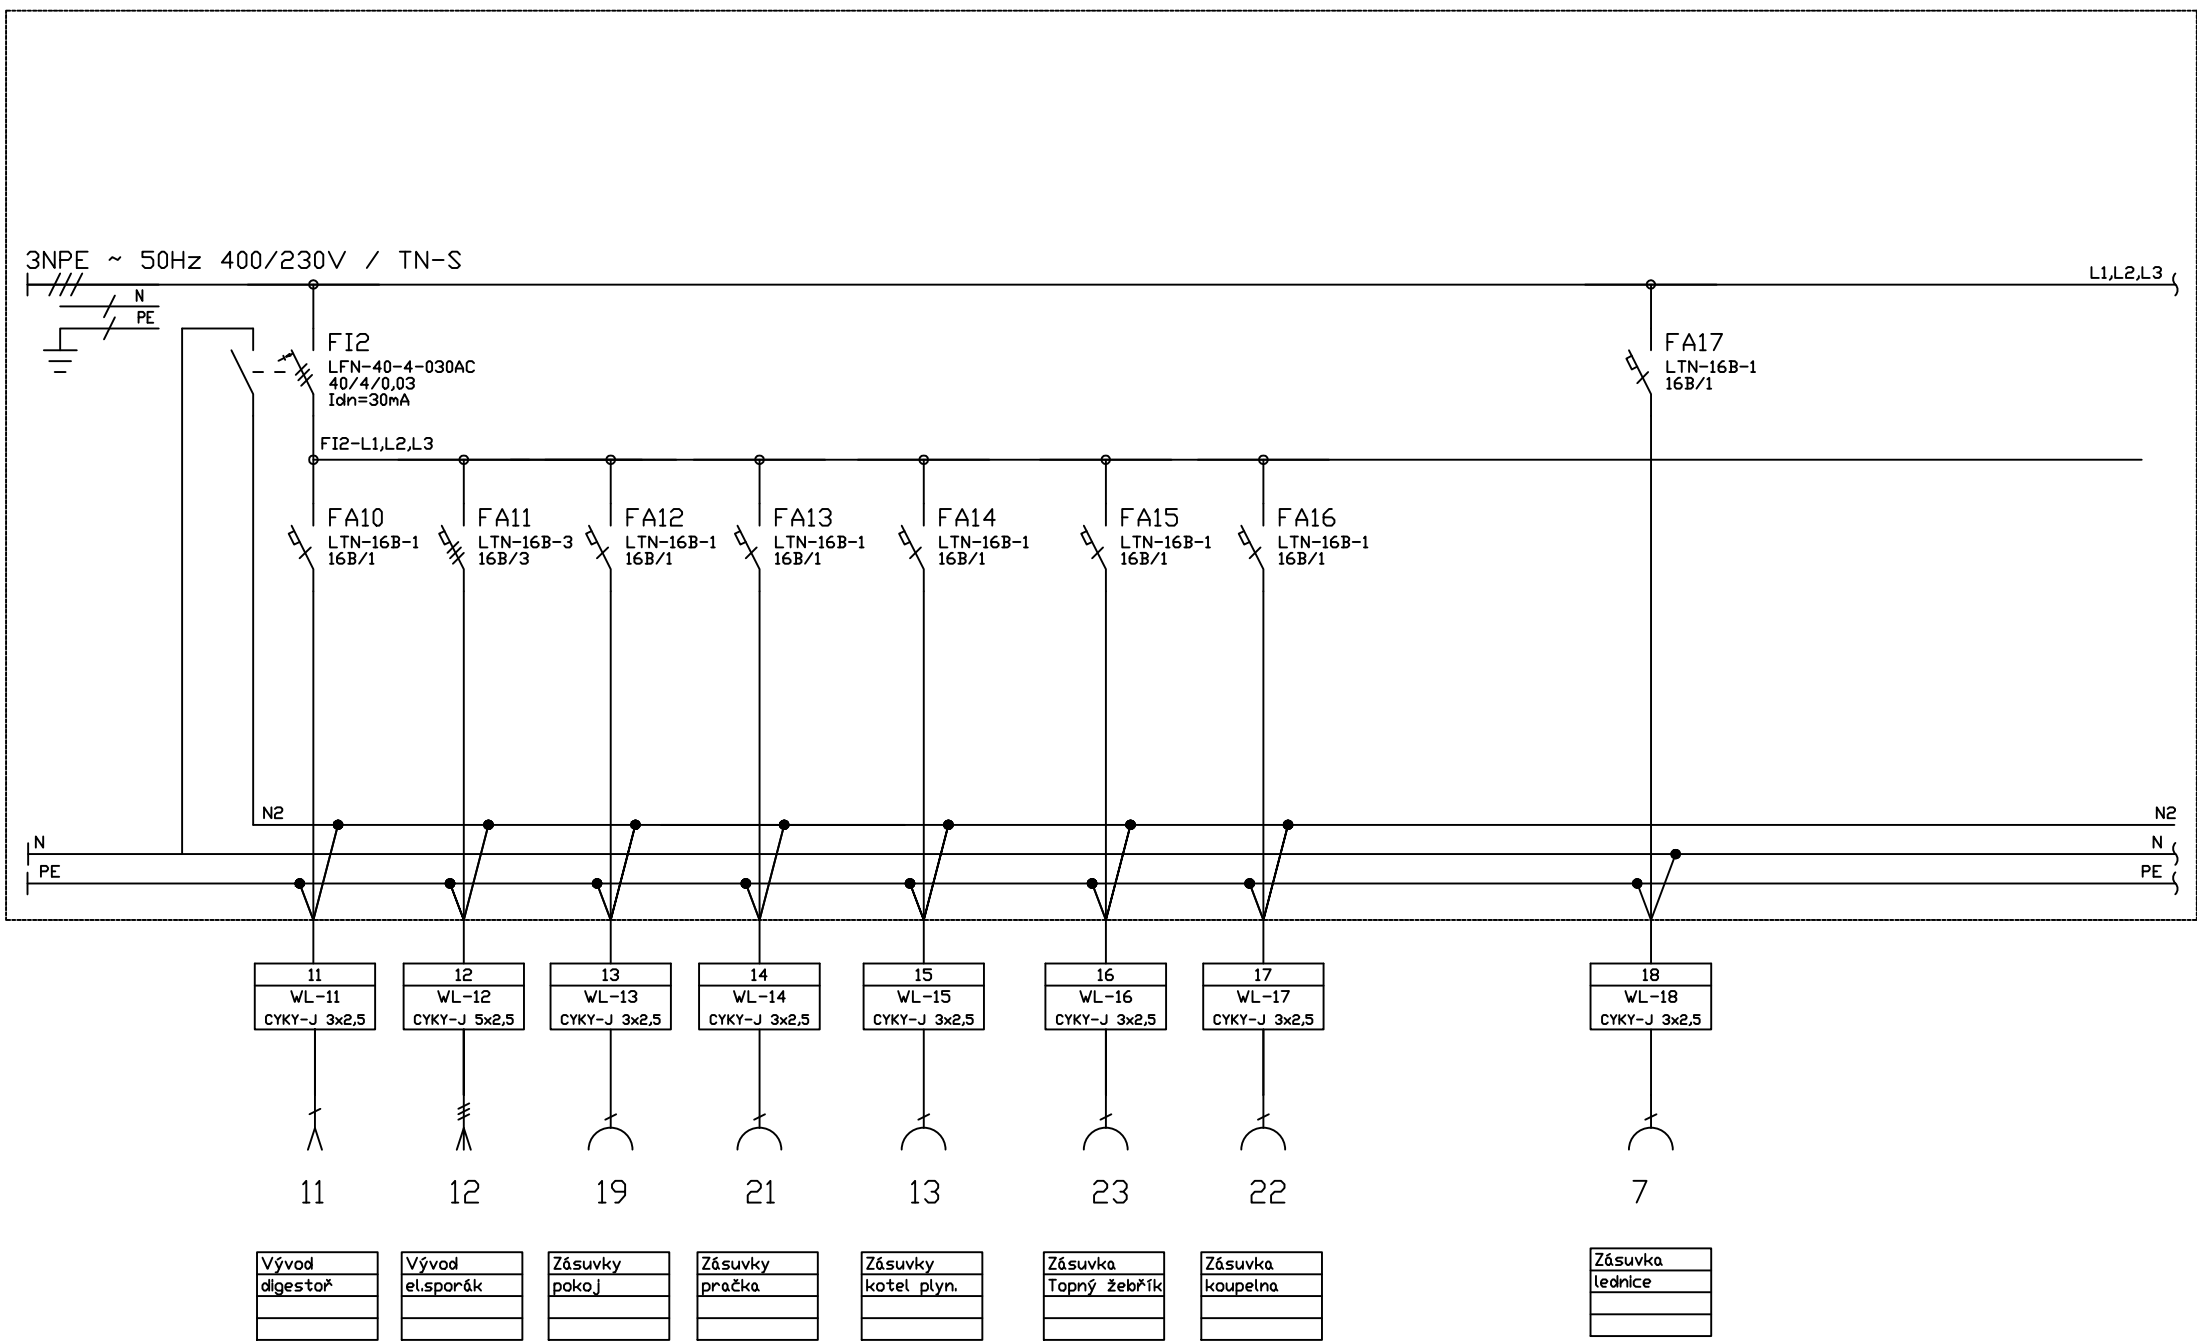 3NPE ~ 50Hz 400/230V / TN-S
L1,L2,L3
N
PE
FI2
LFN-40-4-030AC
40/4/0,03
Idn=30mA
FA17
LTN-16B-1
16B/1
FI2-L1,L2,L3
FA10
LTN-16B-1
16B/1
FA11
LTN-16B-3
16B/3
FA12
LTN-16B-1
16B/1
FA13
LTN-16B-1
16B/1
FA14
LTN-16B-1
16B/1
FA15
LTN-16B-1
16B/1
FA16
LTN-16B-1
16B/1
N2
N2
N
N
PE
PE
11
WL-11
CYKY-J 3x2,5
12
WL-12
CYKY-J 5x2,5
13
WL-13
CYKY-J 3x2,5
14
WL-14
CYKY-J 3x2,5
15
WL-15
CYKY-J 3x2,5
16
WL-16
CYKY-J 3x2,5
17
WL-17
CYKY-J 3x2,5
18
WL-18
CYKY-J 3x2,5
11
12
19
21
13
23
22
7
Vývod
digestoř
Vývod
el.sporák
Zásuvky
pokoj
Zásuvky
pračka
Zásuvky
kotel plyn.
Zásuvka
Topný žebřík
Zásuvka
koupelna
Zásuvka
lednice